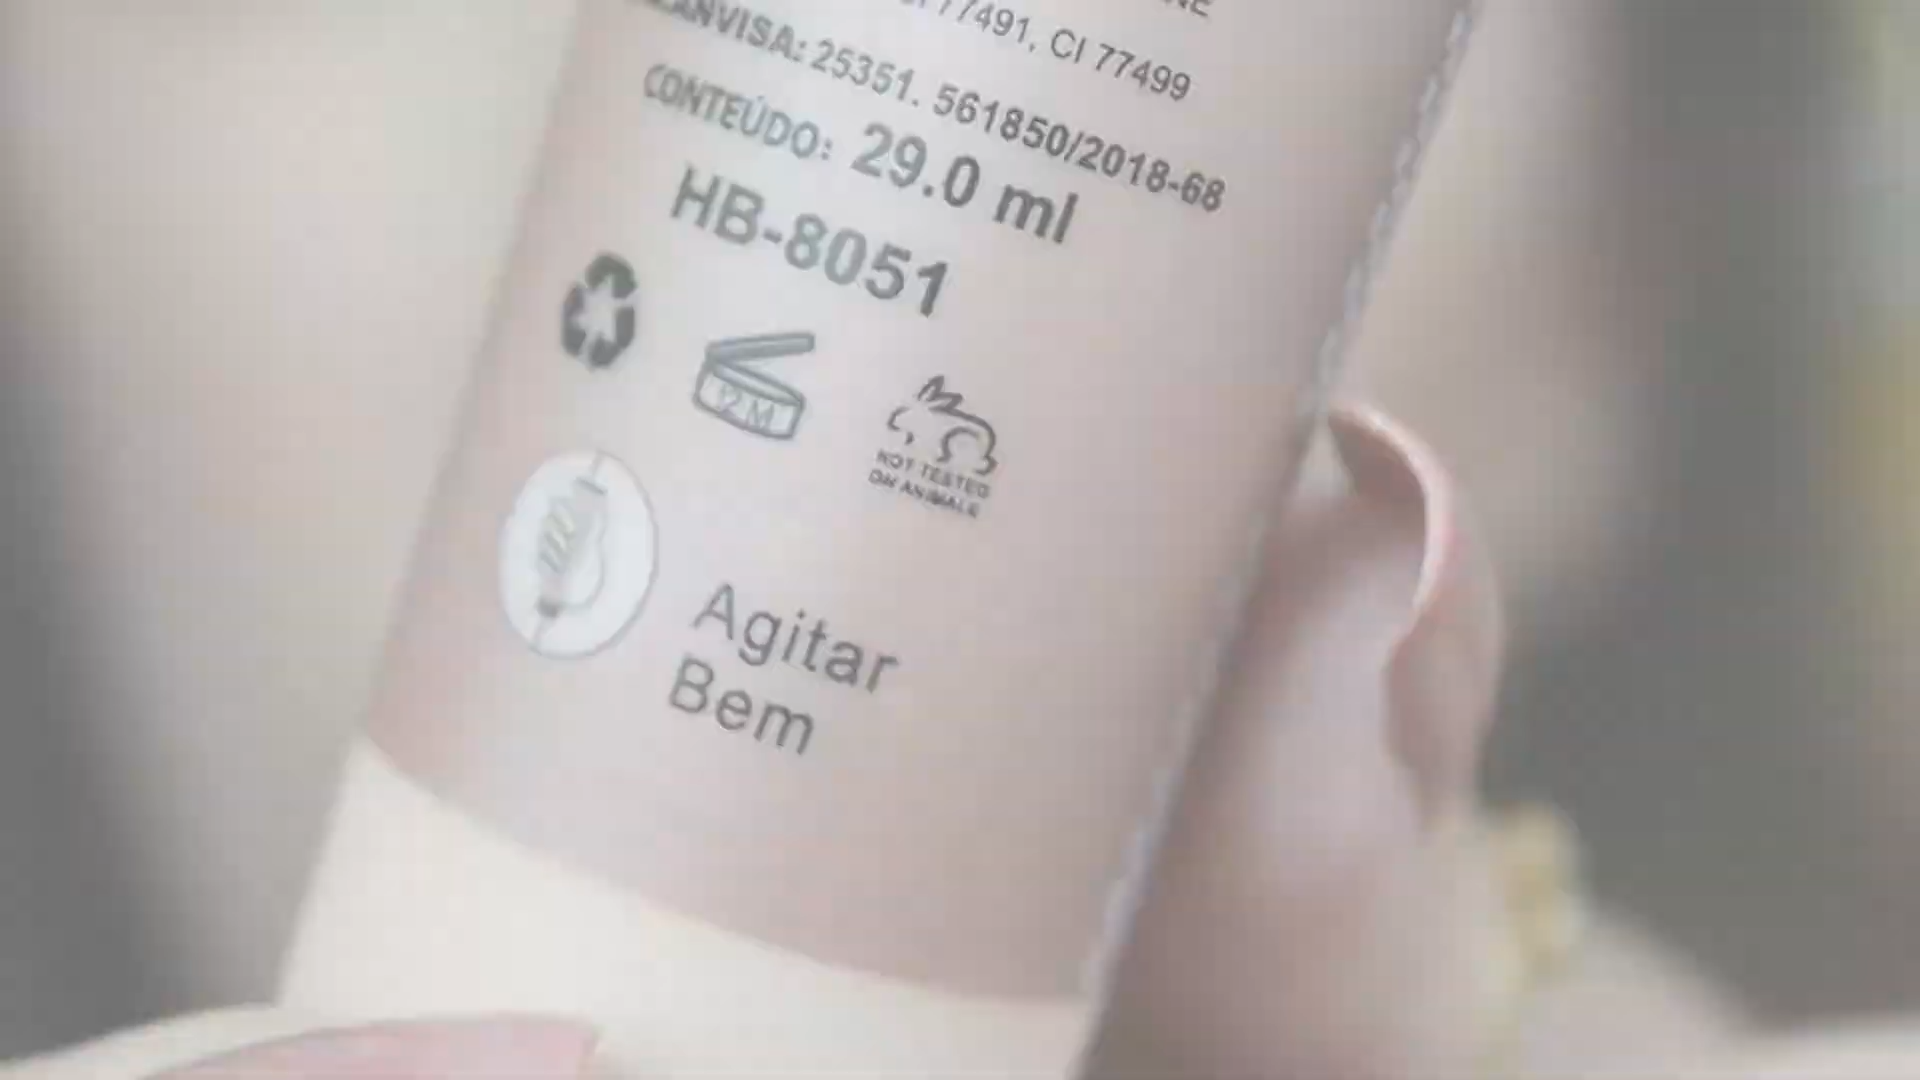 77491, CI 77499
ANVISA: 25351. 561850/2018-68
CONTEÚDO: 29.0 ml
HB-8051
12 M
NOT TESTED
ON ANIMALS
Agitar
Bem